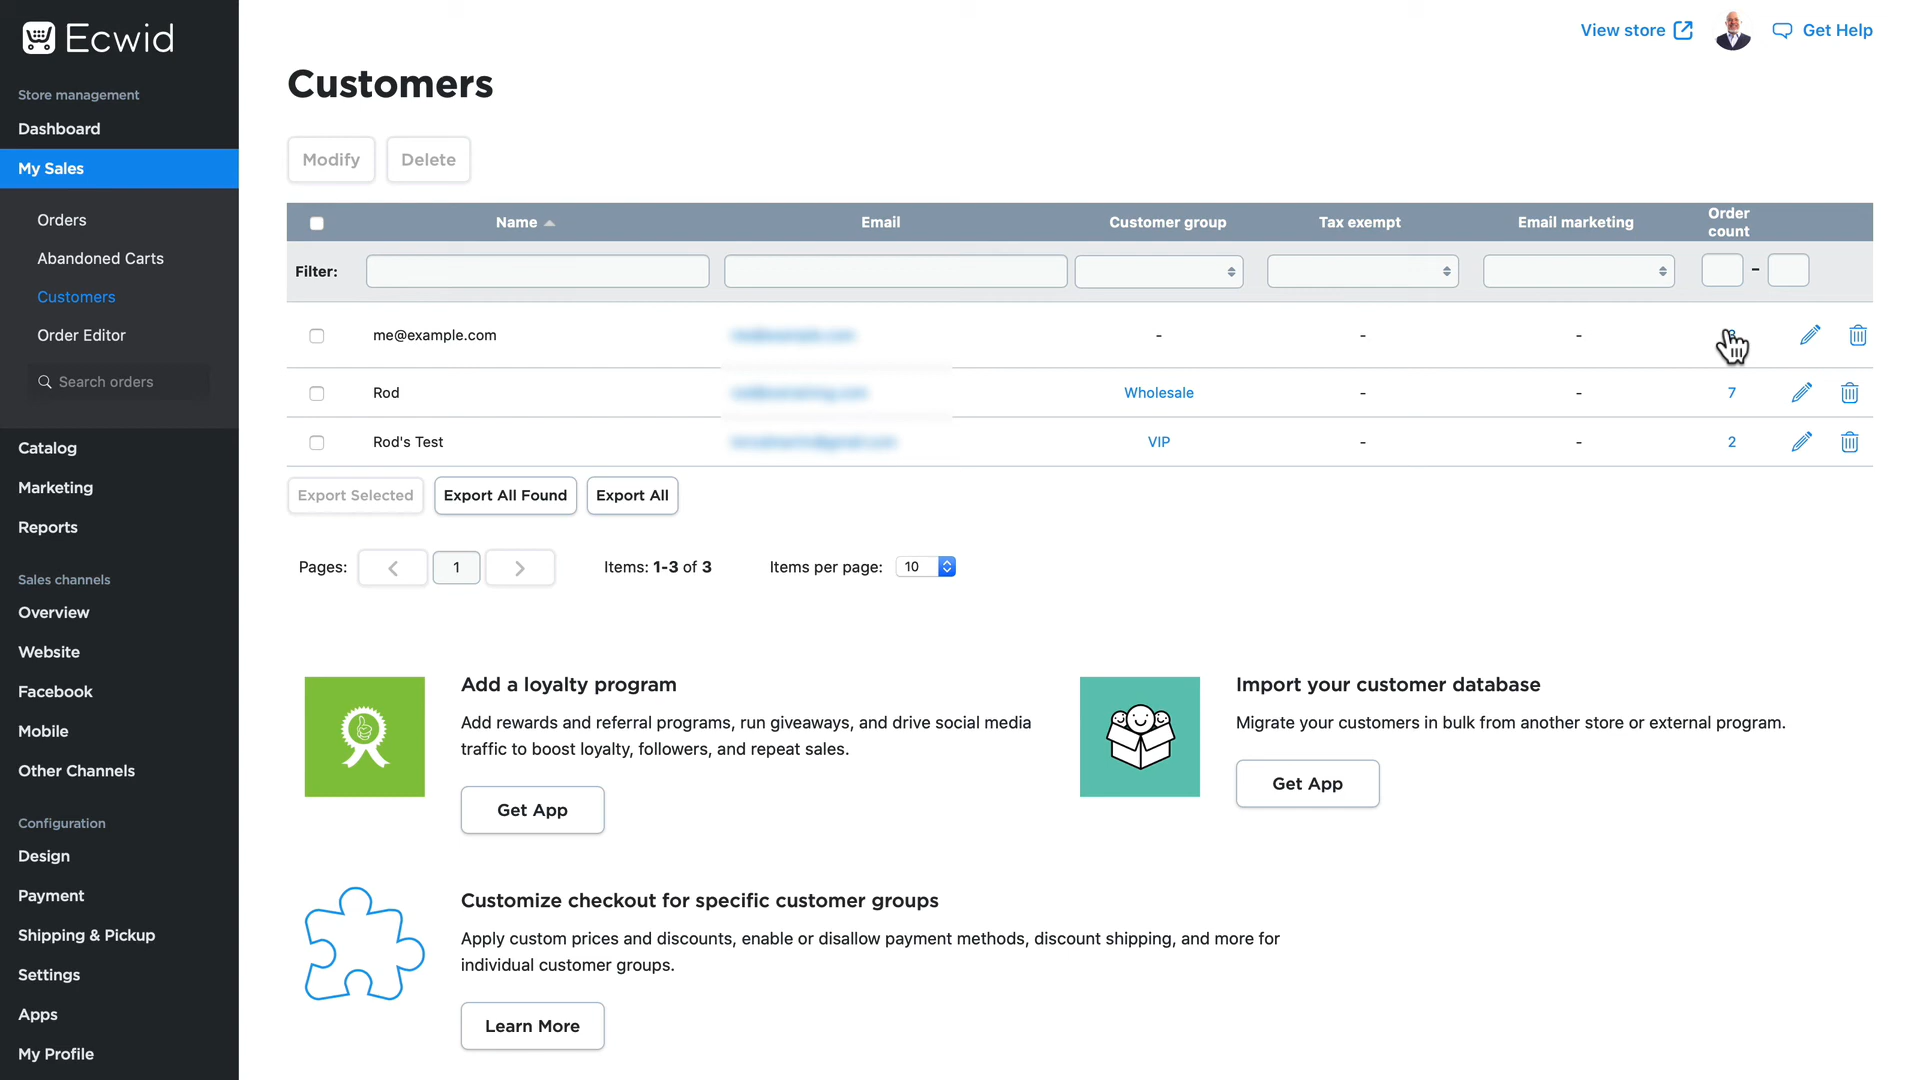 Ecwid
View store
Get Help
Store management
Dashboard
My Sales
Orders
Abandoned Carts
Customers
Order Editor
Search orders
Catalog
Marketing
Reports
Sales channels
Overview
Website
Facebook
Mobile
Other Channels
Configuration
Design
Payment
Shipping & Pickup
Settings
Apps
My Profile
Customers
Modify Delete
Name Email Customer group Tax exempt Email marketing Order count
Filter: -
me@example.com - - -
Rod Wholesale - - 7
Rod's Test VIP - - 2
Export Selected Export All Found Export All
Pages: 1 Items: 1-3 of 3 Items per page: 10
Add a loyalty program
Add rewards and referral programs, run giveaways, and drive social media
traffic to boost loyalty, followers, and repeat sales.
Get App
Import your customer database
Migrate your customers in bulk from another store or external program.
Get App
Customize checkout for specific customer groups
Apply custom prices and discounts, enable or disallow payment methods, discount shipping, and more for
individual customer groups.
Learn More